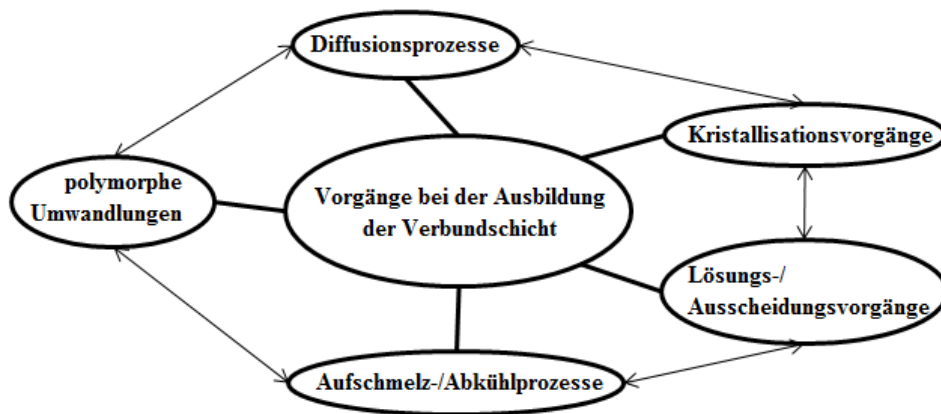 Diffusionsprozesse
Kristallisationsvorgänge
polymorphe
Umwandlungen
Vorgänge bei der Ausbildung
der Verbundschicht
Lösungs-/
Ausscheidungsvorgänge
Aufschmelz-/Abkühlprozesse